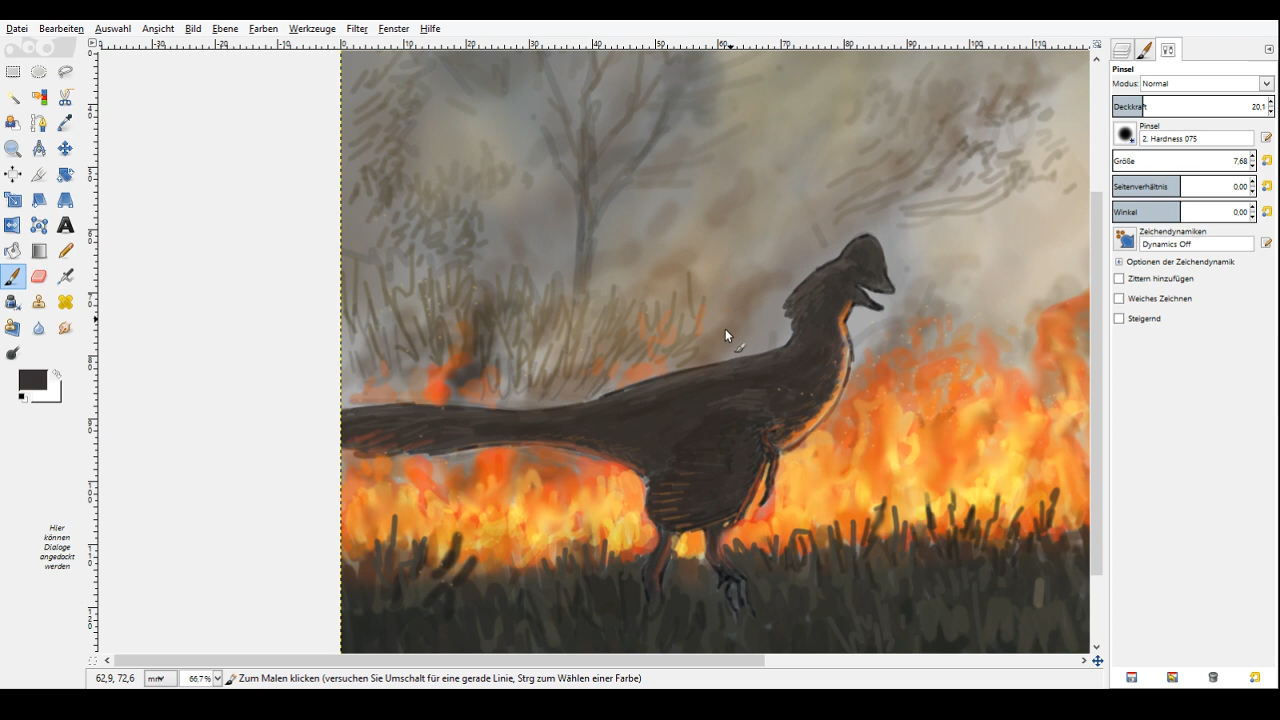 Datei Bearbeiten Auswahl Ansicht Bild Ebene Farben Werkzeuge Filter Fenster Hilfe
Pinsel
Modus: Normal
Deckkraft 20,1
Pinsel
2. Hardness 075
Größe 7,68
Seitenverhältnis 0,00
Winkel 0,00
Zeichendynamiken
Dynamics Off
Optionen der Zeichendynamik
Zittern hinzufügen
Weiches Zeichnen
Steigernd
Hier
können
Dialoge
angedockt
werden
62,9, 72,6 mm 66,7% Zum Malen klicken (versuchen Sie Umschalt für eine gerade Linie, Strg zum Wählen einer Farbe)